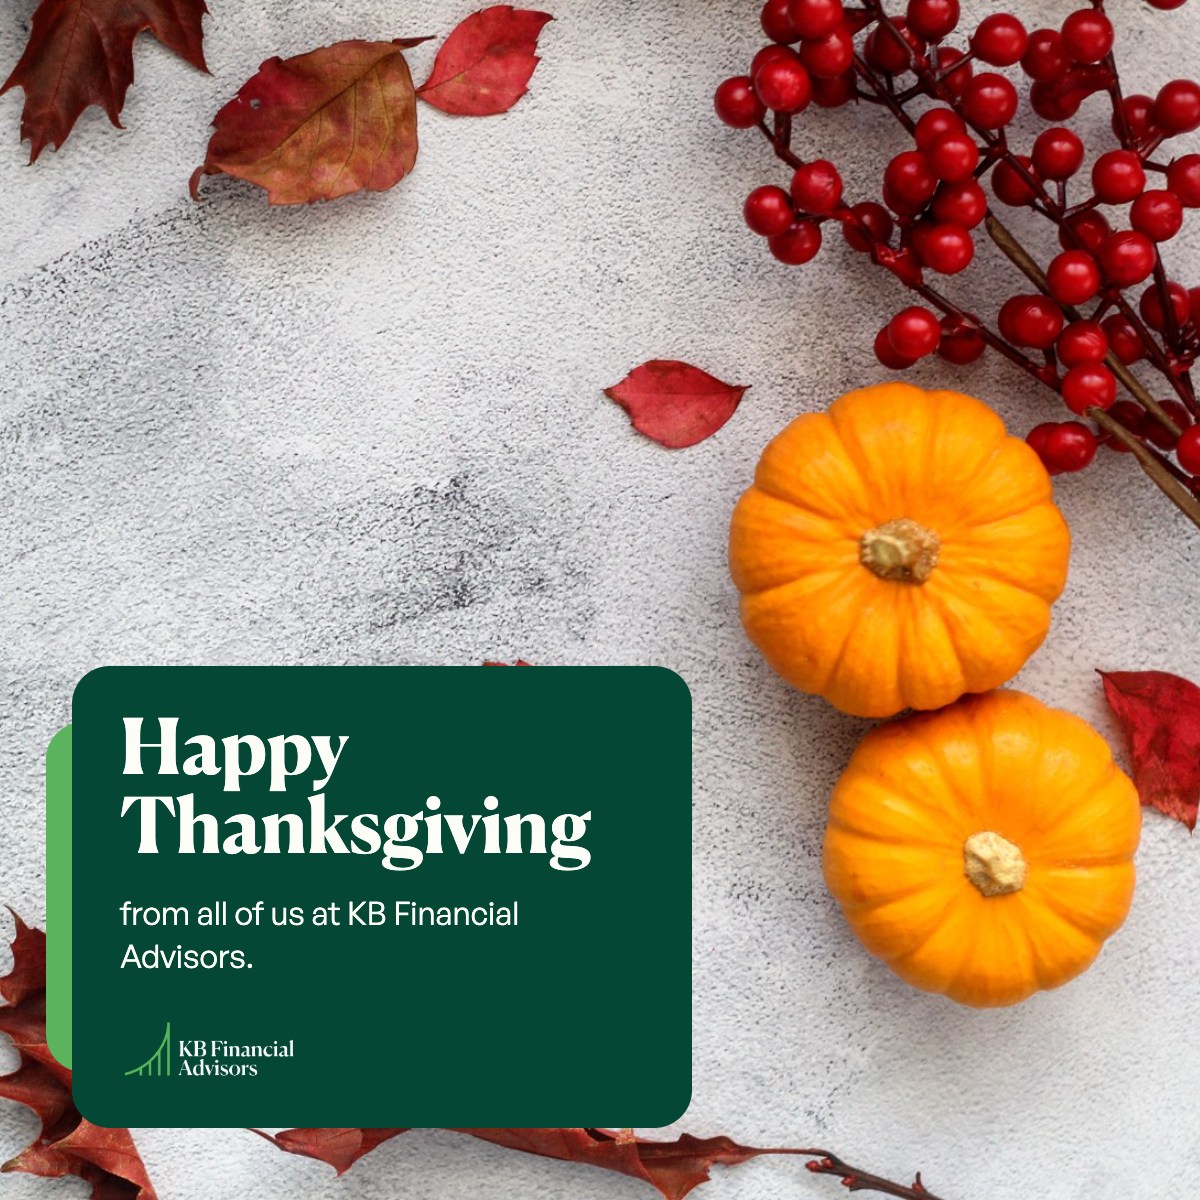 Happy
Thanksgiving
from all of us at KB Financial
Advisors.
KB Financial
Advisors